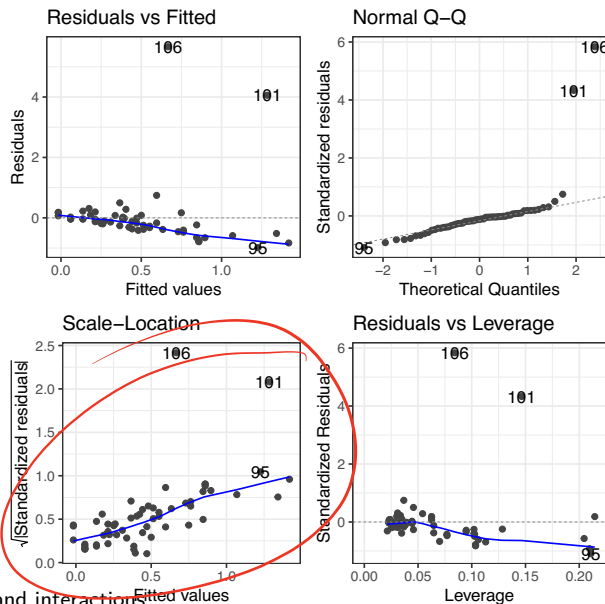 Residuals vs Fitted
106
101
95
4
2
0
Residuals
0.0 0.5 1.0
Fitted values
Normal Q−Q
106
101
95
6
4
2
0
Standardized residuals
−2 −1 0 1 2
Theoretical Quantiles
Scale−Location
106
101
95
2.5
2.0
1.5
1.0
0.5
0.0
√|Standardized residuals|
0.0 0.5 1.0
Fitted values
Residuals vs Leverage
106
101
95
6
4
2
0
Standardized Residuals
0.00 0.05 0.10 0.15 0.20
Leverage
and interactions